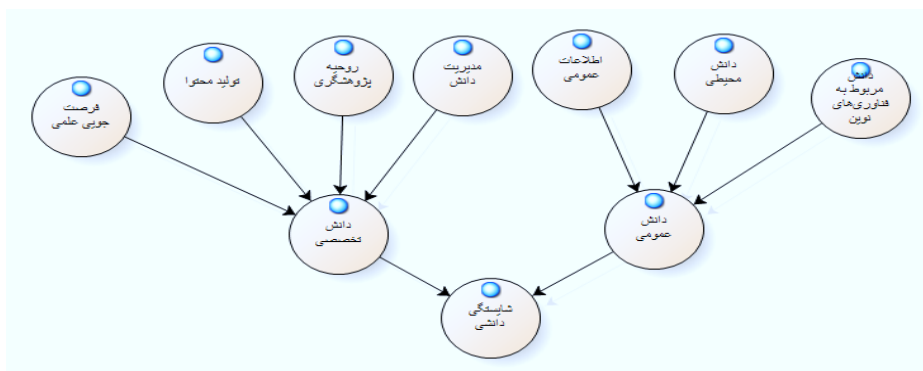 فرصت
جویی علمی
تولید محتوا
روحیه
پژوهشگری
مدیریت
دانش
اطلاعات
عمومی
دانش
محیطی
دانش
مربوط به
فناوری‌های
نوین
دانش
تخصصی
دانش
عمومی
شایستگی
دانشی